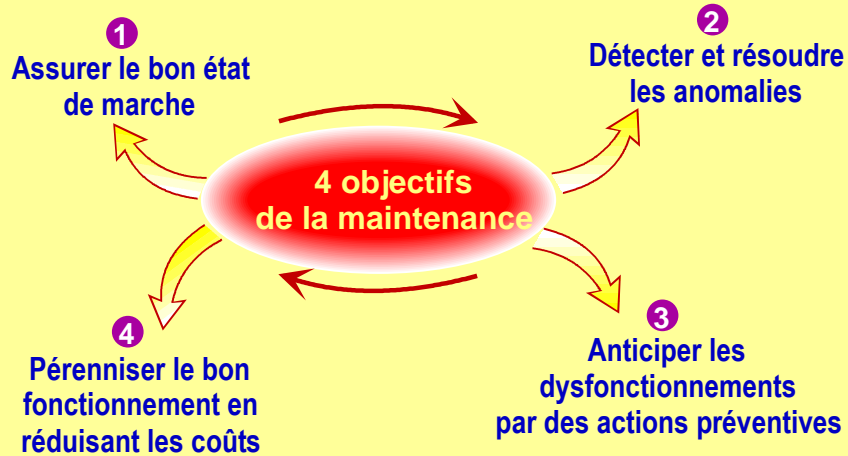 1
Assurer le bon état
de marche
2
Détecter et résoudre
les anomalies
4 objectifs
de la maintenance
3
Anticiper les
dysfonctionnements
par des actions préventives
4
Pérenniser le bon
fonctionnement en
réduisant les coûts